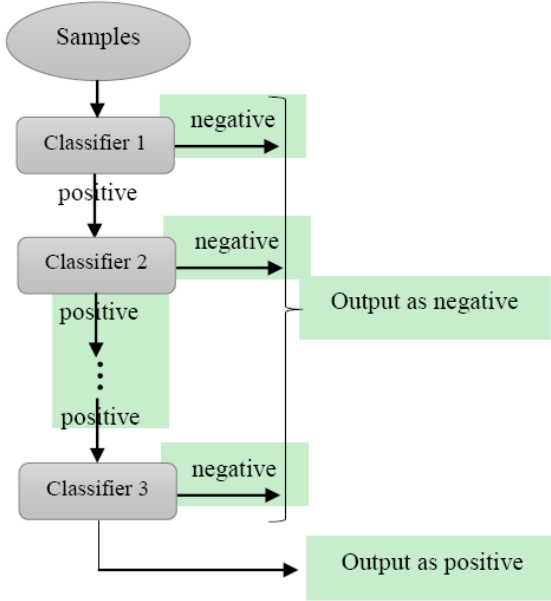 Samples
negative
Classifier 1
positive
negative
Classifier 2
Output as negative
positive
positive
negative
Classifier 3
Output as positive